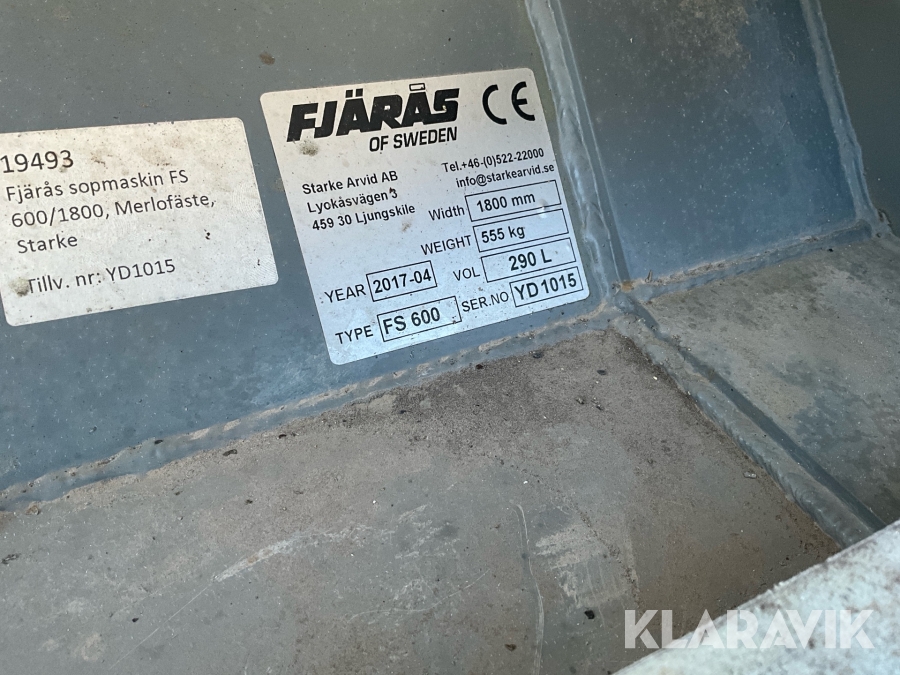 19493
Fjärås sopmaskin FS
600/1800, Merlofäste,
Starke
Tillv. nr: YD1015
FJÄRÅS CE
OF SWEDEN
Starke Arvid AB
Lyokåsvägen 3
459 30 Ljungskile
Tel.+46-(0)522-22000
info@starkearvid.se
Width 1800 mm
WEIGHT 555 kg
YEAR 2017-04 VOL 290 L
TYPE FS 600 SER.NO YD1015
KLARAVIK